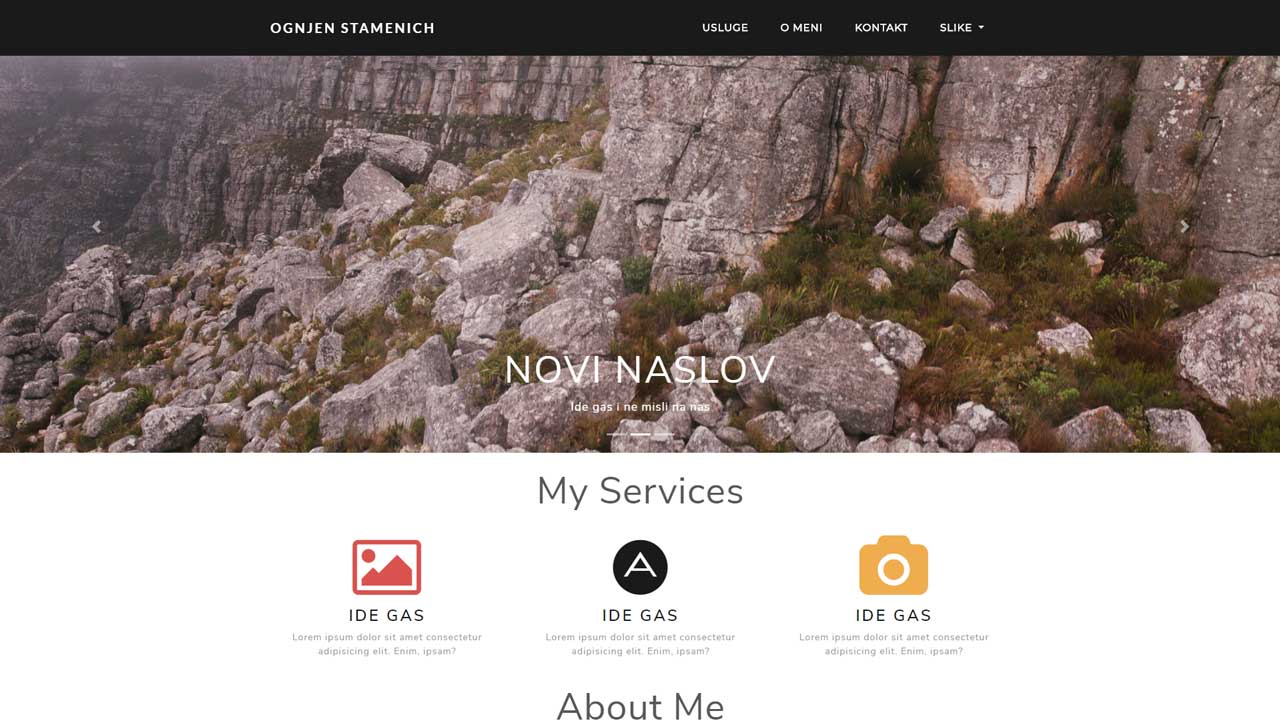 OGNJEN STAMENICH
USLUGE O MENI KONTAKT SLIKE
NOVI NASLOV
Ide gas i ne misli na nas
My Services
IDE GAS
Lorem ipsum dolor sit amet consectetur
adipisicing elit. Enim, ipsam?
IDE GAS
Lorem ipsum dolor sit amet consectetur
adipisicing elit. Enim, ipsam?
IDE GAS
Lorem ipsum dolor sit amet consectetur
adipisicing elit. Enim, ipsam?
About Me